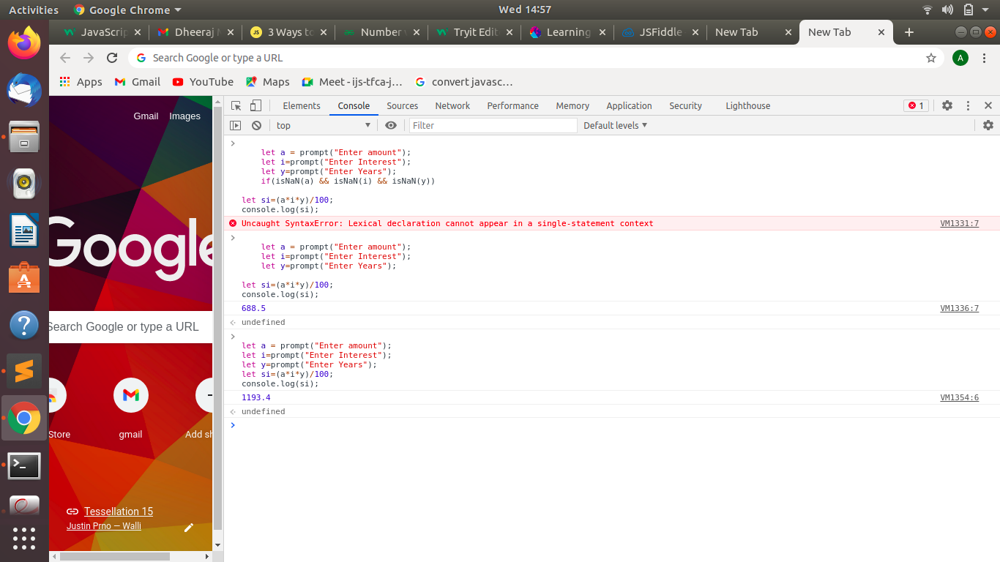 Activities Google Chrome Wed 14:57
JavaScrip Dheeraj M 3 Ways to Number Tryit Edit Learning JSFiddle New Tab New Tab
Search Google or type a URL A
Apps Gmail YouTube Maps Meet - ijs-tfca-j… convert javasc…
Gmail Images
Google
Search Google or type a URL
Store gmail Add sh
Tessellation 15
Justin Prno — Walli
Elements Console Sources Network Performance Memory Application Security Lighthouse 1
top Filter Default levels
let a = prompt("Enter amount");
let i=prompt("Enter Interest");
let y=prompt("Enter Years");
if(isNaN(a) && isNaN(i) && isNaN(y))
let si=(a*i*y)/100;
console.log(si);
Uncaught SyntaxError: Lexical declaration cannot appear in a single-statement context VM1331:7
let a = prompt("Enter amount");
let i=prompt("Enter Interest");
let y=prompt("Enter Years");
let si=(a*i*y)/100;
console.log(si);
688.5 VM1336:7
undefined
let a = prompt("Enter amount");
let i=prompt("Enter Interest");
let y=prompt("Enter Years");
let si=(a*i*y)/100;
console.log(si);
1193.4 VM1354:6
undefined